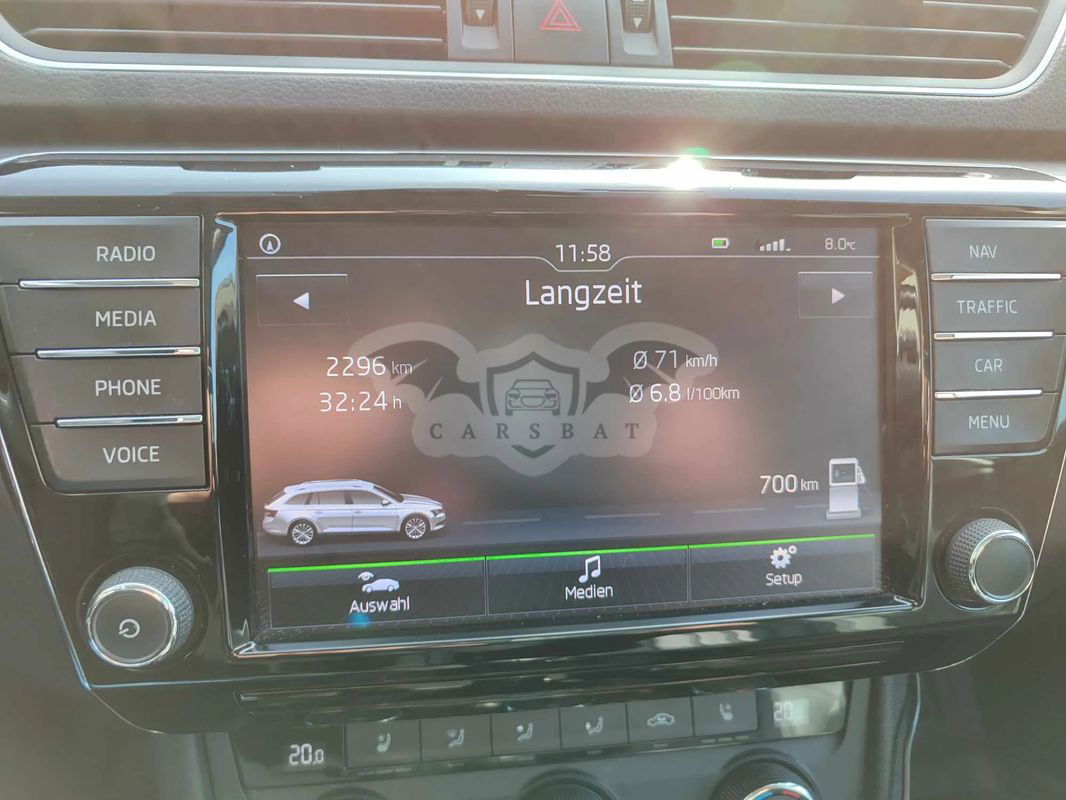 RADIO
MEDIA
PHONE
VOICE
11:58
8.0°C
Langzeit
2296 km
32:24 h
Ø 71 km/h
Ø 6.8 l/100km
CARSBAT
700 km
Auswahl
Medien
Setup
NAV
TRAFFIC
CAR
MENU
20.0